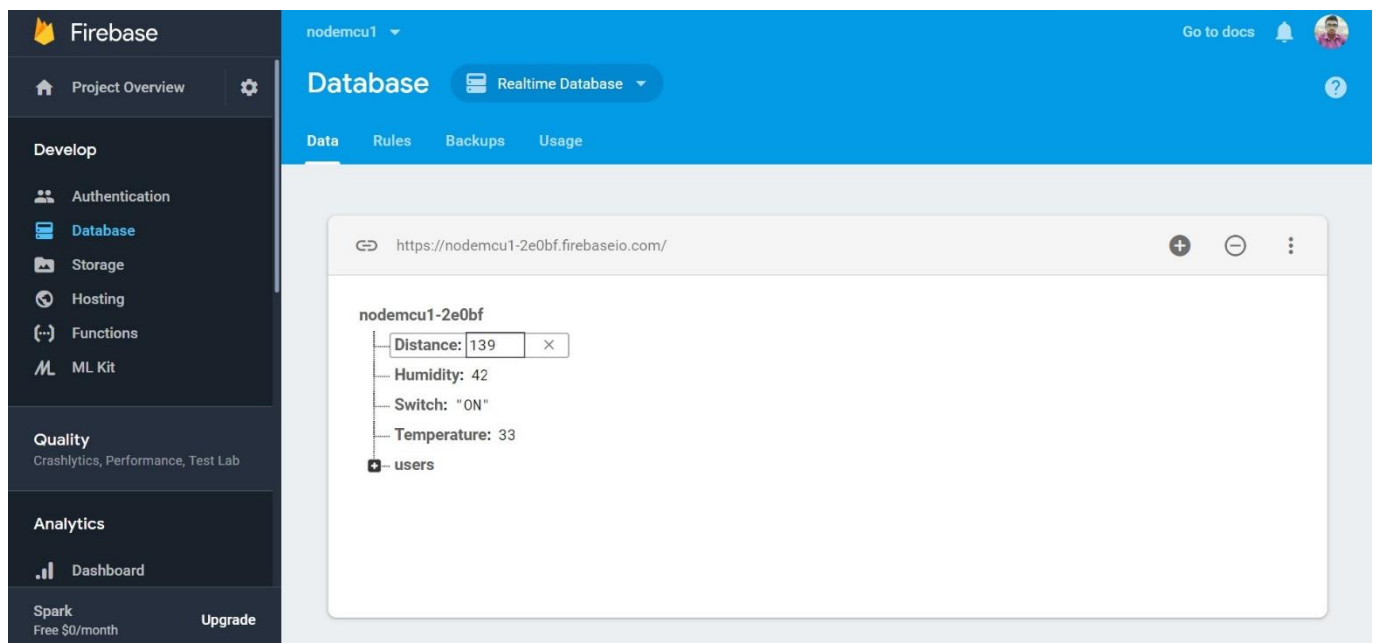 Firebase
nodemcu1
Go to docs
Project Overview
Database
Realtime Database
Data Rules Backups Usage
Develop
Authentication
Database
Storage
Hosting
Functions
ML Kit
https://nodemcu1-2e0bf.firebaseio.com/
nodemcu1-2e0bf
Distance: 139
Humidity: 42
Switch: "ON"
Temperature: 33
users
Quality
Crashlytics, Performance, Test Lab
Analytics
Dashboard
Spark
Free $0/month
Upgrade